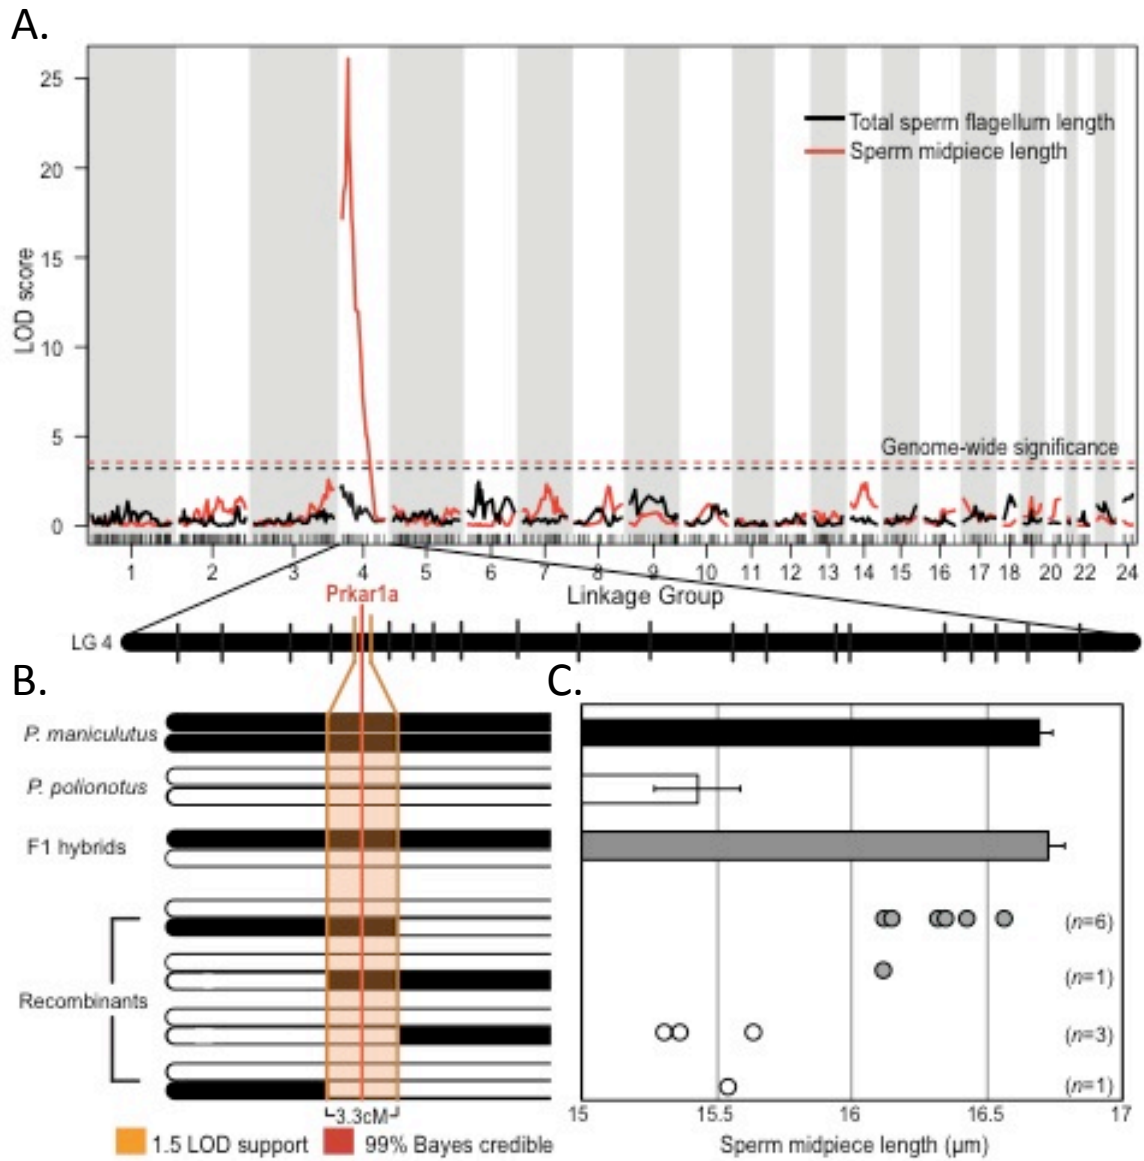 A.
25
20
15
10
5
0
LOD score
Total sperm flagellum length
Sperm midpiece length
Genome-wide significance
1 2 3 4 5 6 7 8 9 10 11 12 13 14 15 16 17 18 20 22 24
Prkar1a
Linkage Group
LG 4
B.
C.
P. maniculutus
P. polionotus
F1 hybrids
Recombinants
(n=6)
(n=1)
(n=3)
(n=1)
3.3cM
15 15.5 16 16.5 17
1.5 LOD support
99% Bayes credible
Sperm midpiece length (µm)